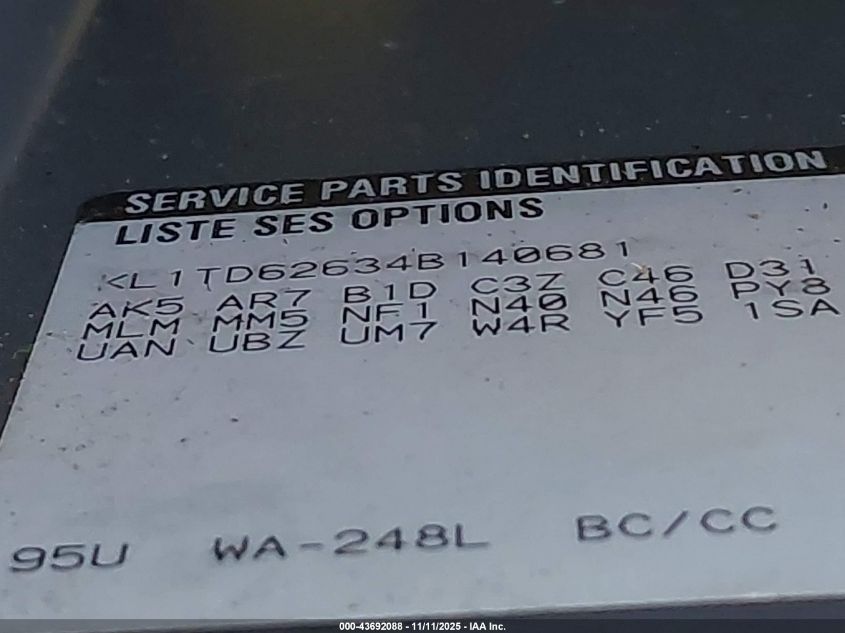 SERVICE PARTS IDENTIFICATION
LISTE SES OPTIONS
KL1TD62634B140681
AK5 AR7 B1D C3Z C46 D31
MLM MM5 NF1 N40 N46 PY8
UAN UBZ UM7 W4R YF5 1SA
95U WA-248L BC/CC
000-43692088 - 11/11/2025 - IAA Inc.